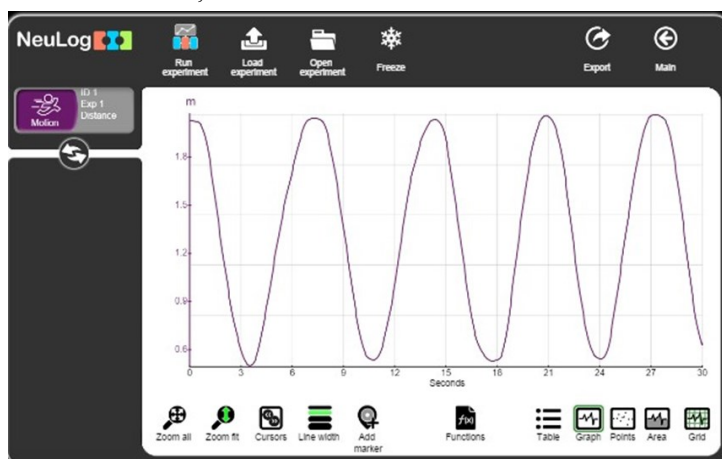 NeuLog
Run experiment
Load experiment
Open experiment
Freeze
Export
Main
Motion
ID 1
Exp 1
Distance
m
1.8
1.5
1.2
0.9
0.6
0 3 6 9 12 15 18 21 24 27 30
Seconds
Zoom all
Zoom fit
Cursors
Line width
Add marker
f(x)
Functions
Table
Graph
Points
Area
Grid